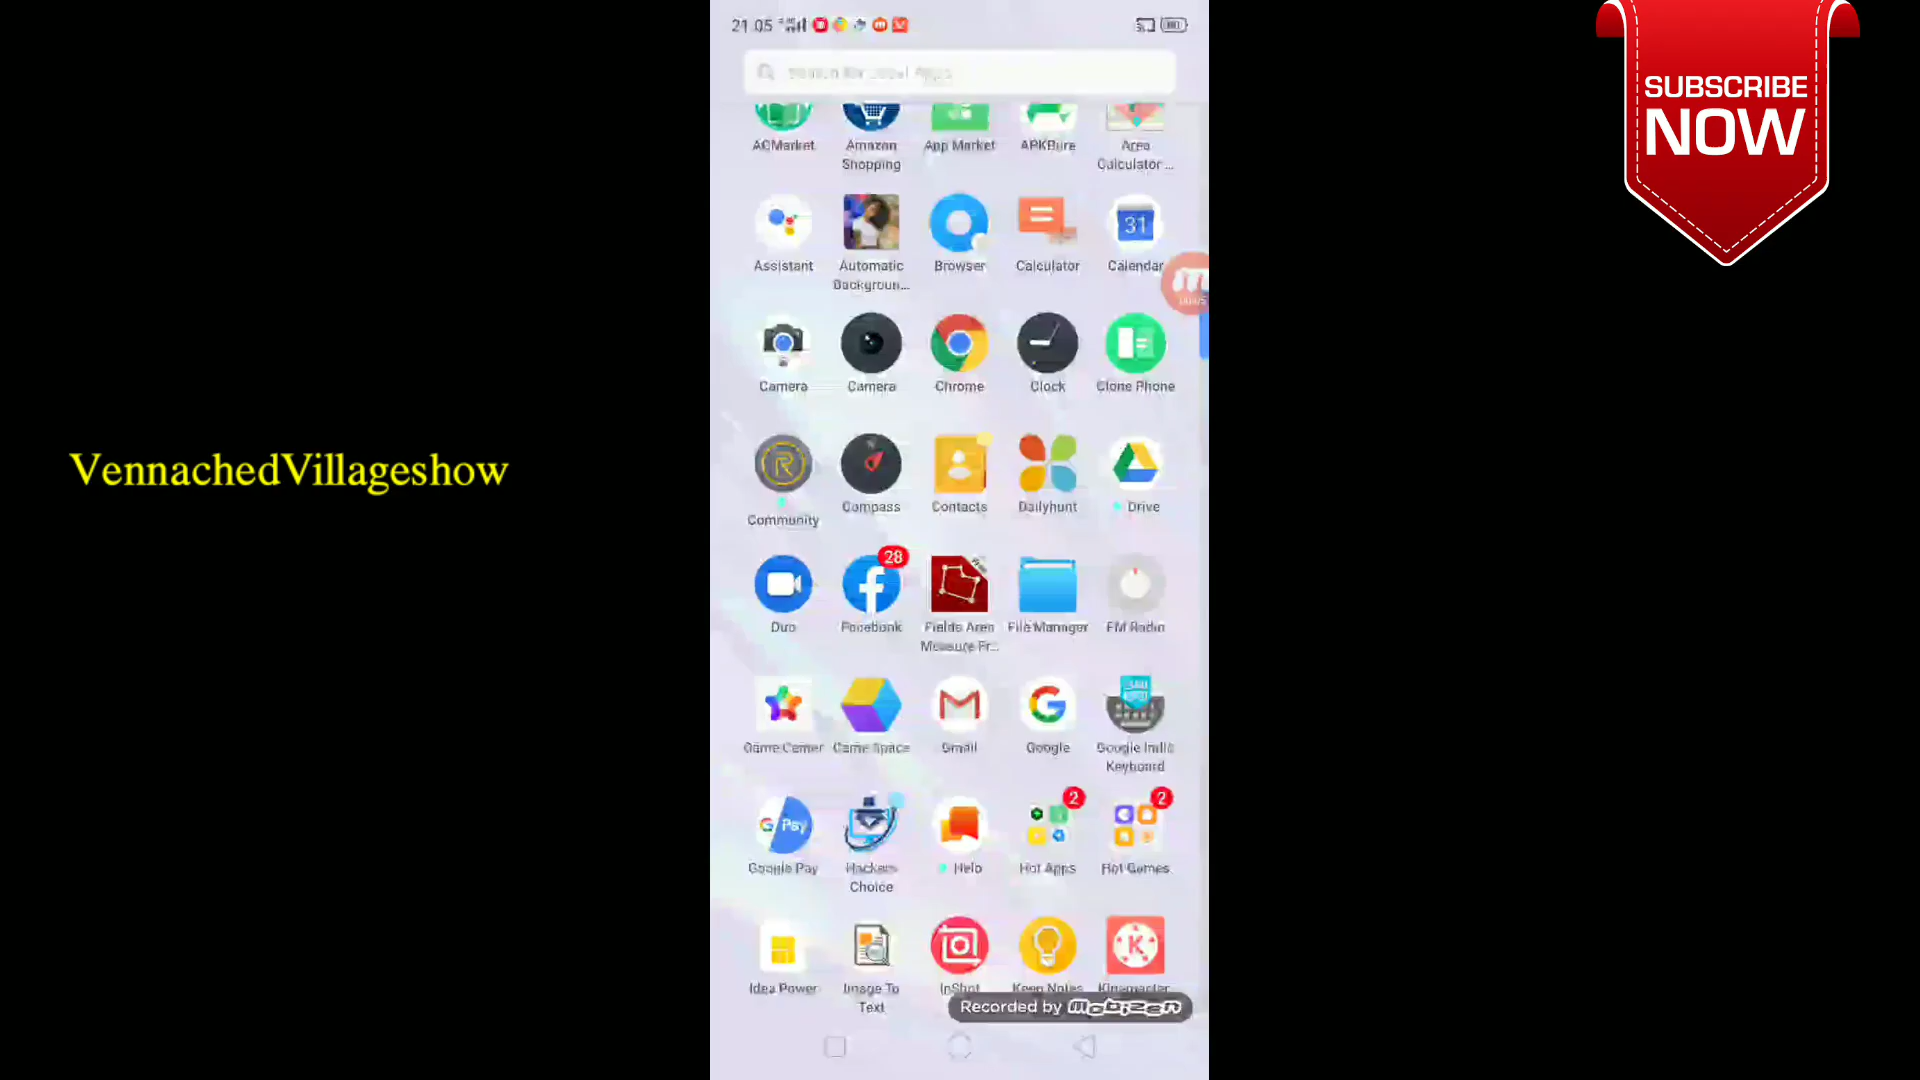 21 05
SUBSCRIBE
NOW
ACMarket
Amazon
Shopping
App Market
APKPure
Area
Calculator ...
Assistant
Automatic
Backgroun...
Browser
Calculator
31
Calendar
Camera
Camera
Chrome
Clock
Clone Phone
VennachedVillageshow
Community
Compass
Contacts
Dailyhunt
Drive
Duo
28
Facebook
Fields Area
Measure Fr...
File Manager
FM Radio
Game Center
Game Space
Gmail
Google
Google Indic
Keyboard
G Pay
Google Pay
Hackers
Choice
Help
2
Hot Apps
2
Hot Games
Idea Power
Image To
Text
InShot
Keep Notes
K
Kinemaster
Recorded by Mobizen